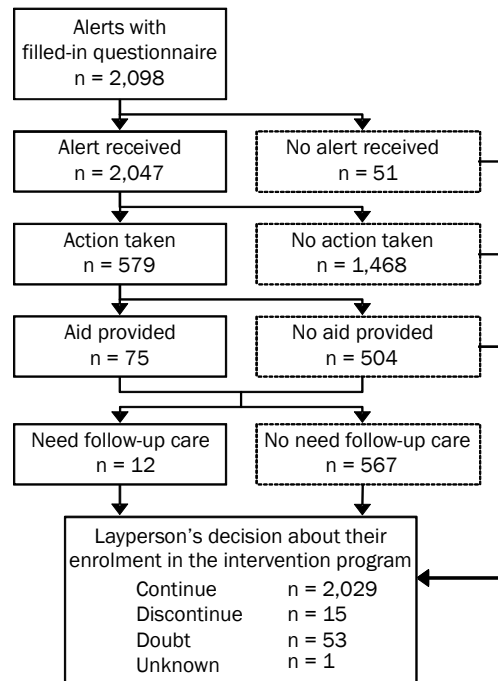 Alerts with
filled-in questionnaire
n = 2,098
Alert received
n = 2,047
No alert received
n = 51
Action taken
n = 579
No action taken
n = 1,468
Aid provided
n = 75
No aid provided
n = 504
Need follow-up care
n = 12
No need follow-up care
n = 567
Layperson's decision about their
enrolment in the intervention program
Continue n = 2,029
Discontinue n = 15
Doubt n = 53
Unknown n = 1